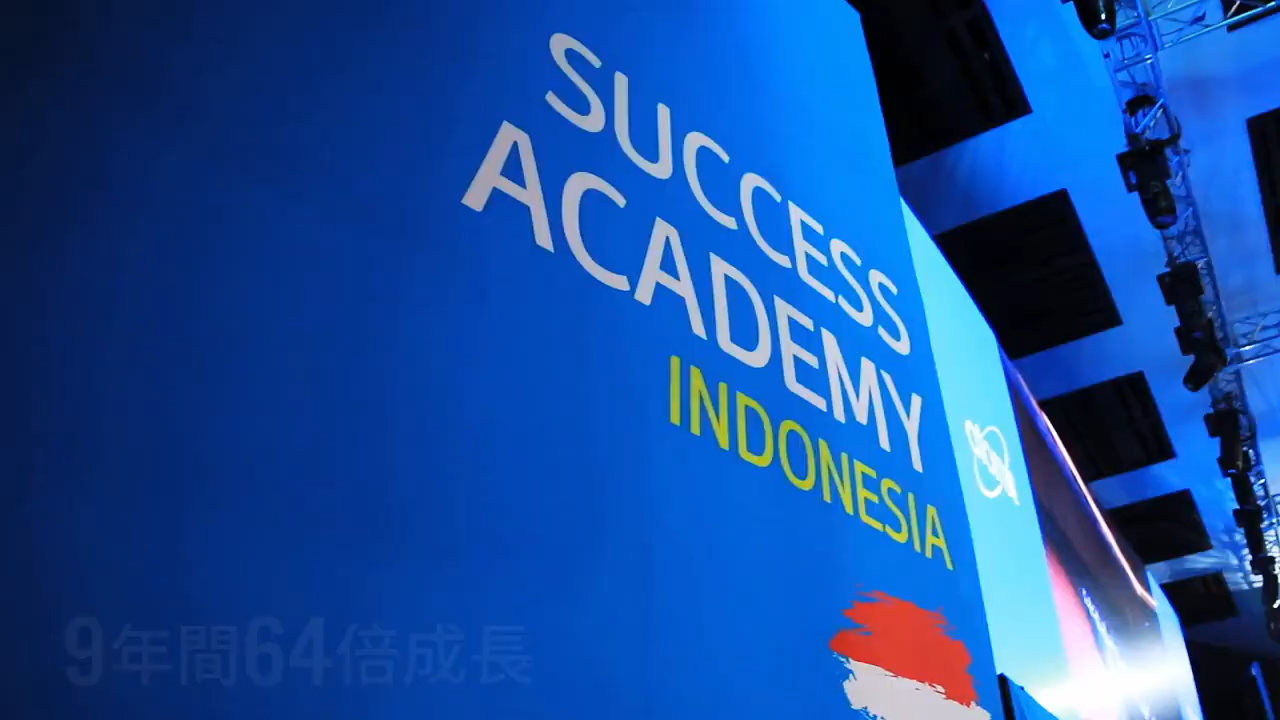 SUCCESS
ACADEMY
INDONESIA
9年間64倍成長